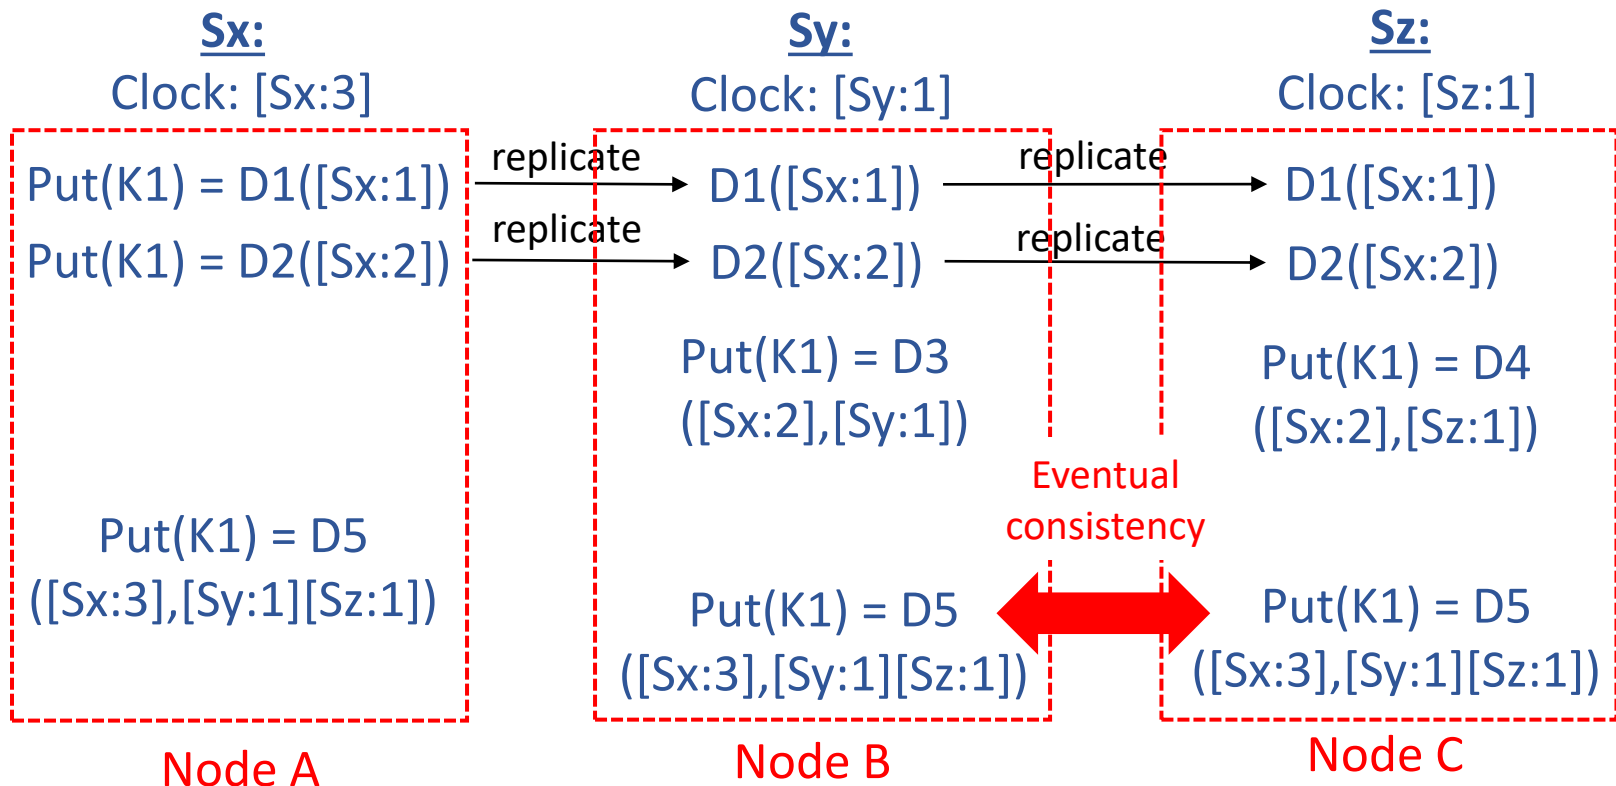 Sx:
Clock: [Sx:3]
Sy:
Clock: [Sy:1]
Sz:
Clock: [Sz:1]
Put(K1) = D1([Sx:1])
replicate
D1([Sx:1])
replicate
D1([Sx:1])
Put(K1) = D2([Sx:2])
replicate
D2([Sx:2])
replicate
D2([Sx:2])
Put(K1) = D3
([Sx:2],[Sy:1])
Put(K1) = D4
([Sx:2],[Sz:1])
Eventual
consistency
Put(K1) = D5
([Sx:3],[Sy:1][Sz:1])
Put(K1) = D5
([Sx:3],[Sy:1][Sz:1])
Put(K1) = D5
([Sx:3],[Sy:1][Sz:1])
Node A
Node B
Node C